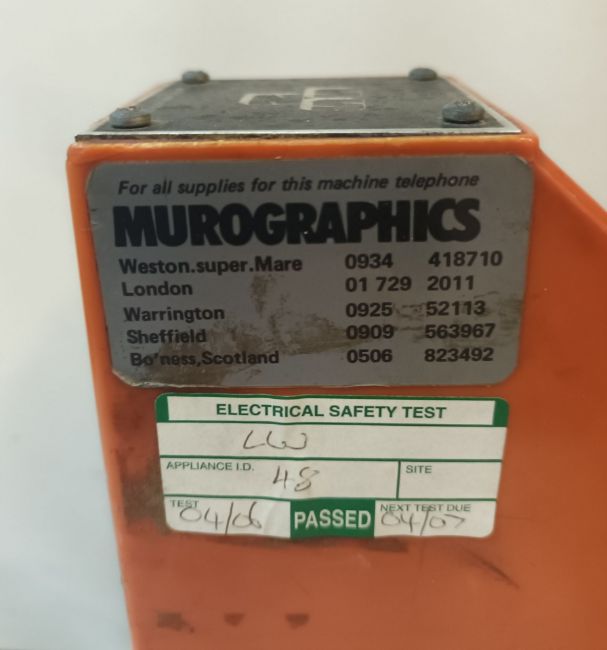 For all supplies for this machine telephone
MUROGRAPHICS
Weston.super.Mare 0934 418710
London 01 729 2011
Warrington 0925 52113
Sheffield 0909 563967
Bo'ness,Scotland 0506 823492
ELECTRICAL SAFETY TEST
LW
APPLIANCE I.D. 48 SITE
TEST 04/06 PASSED NEXT TEST DUE 04/07